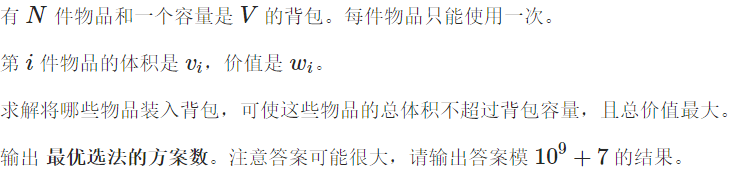 有 N 件物品和一个容量是 V 的背包。每件物品只能使用一次。
第 i 件物品的体积是 v_i，价值是 w_i。
求解将哪些物品装入背包，可使这些物品的总体积不超过背包容量，且总价值最大。
输出 最优选法的方案数。注意答案可能很大，请输出答案模 10^9 + 7 的结果。